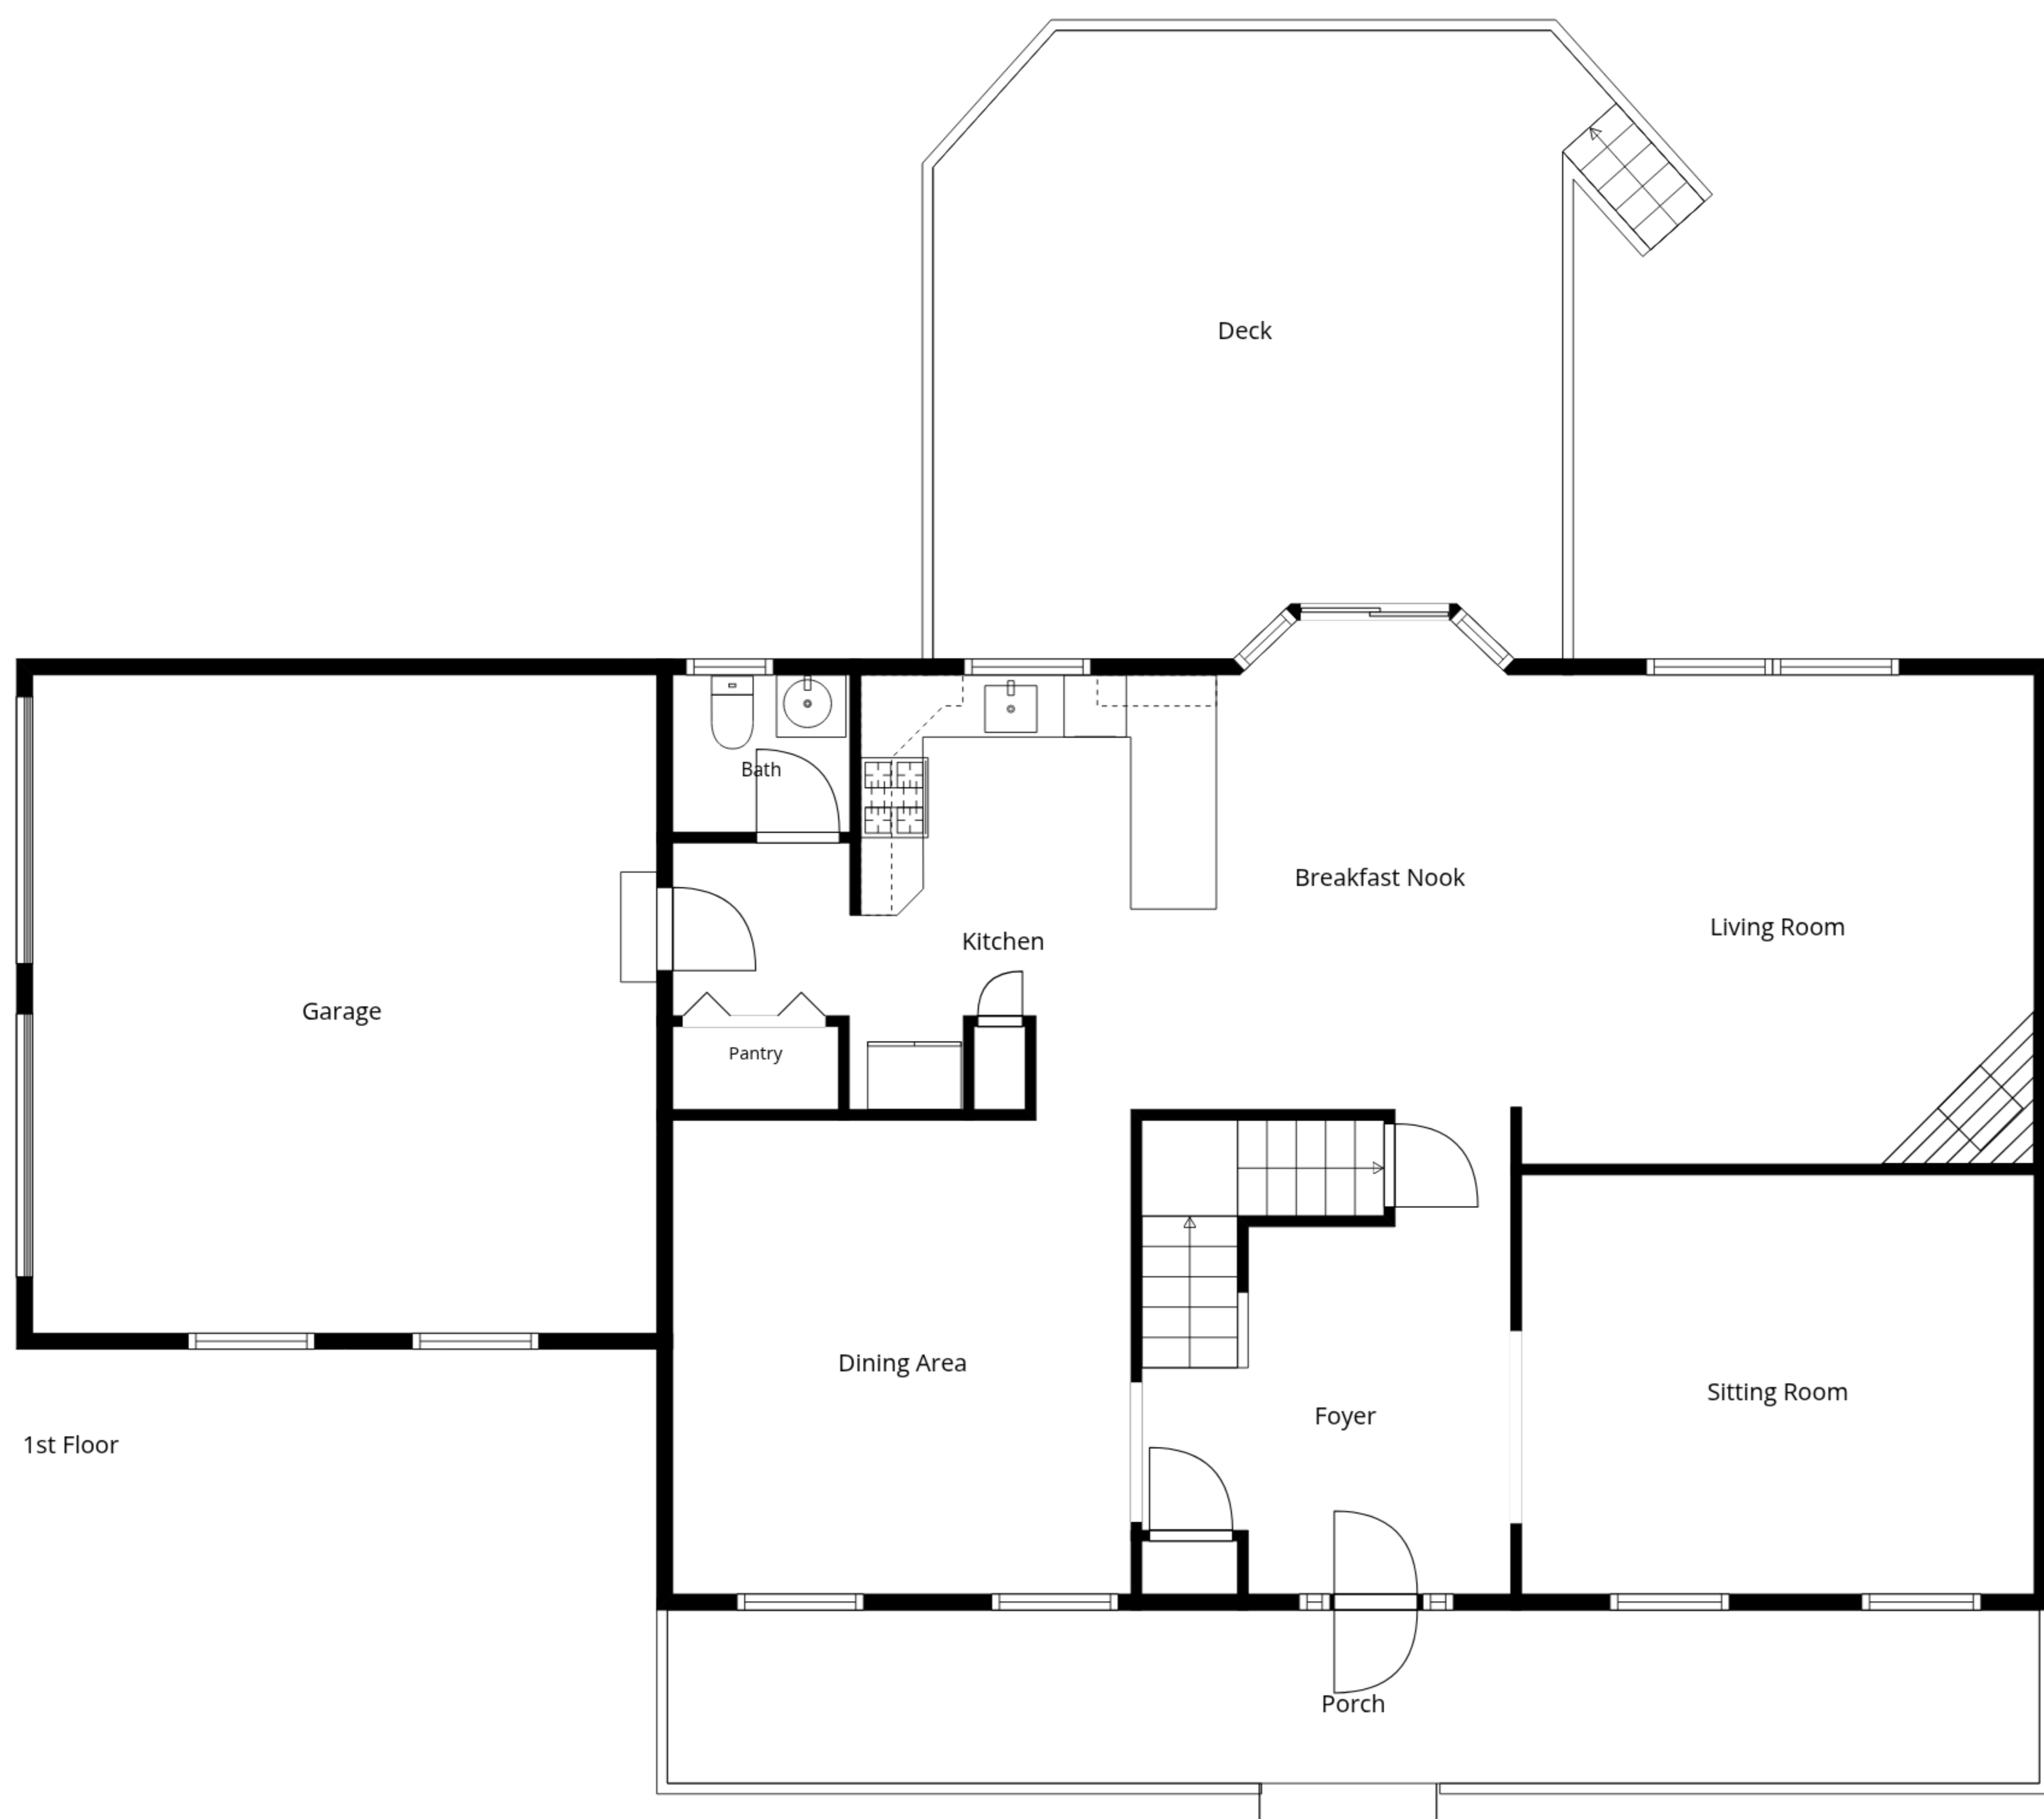 Deck
Bath
Breakfast Nook
Living Room
Kitchen
Garage
Pantry
Dining Area
Sitting Room
Foyer
1st Floor
Porch